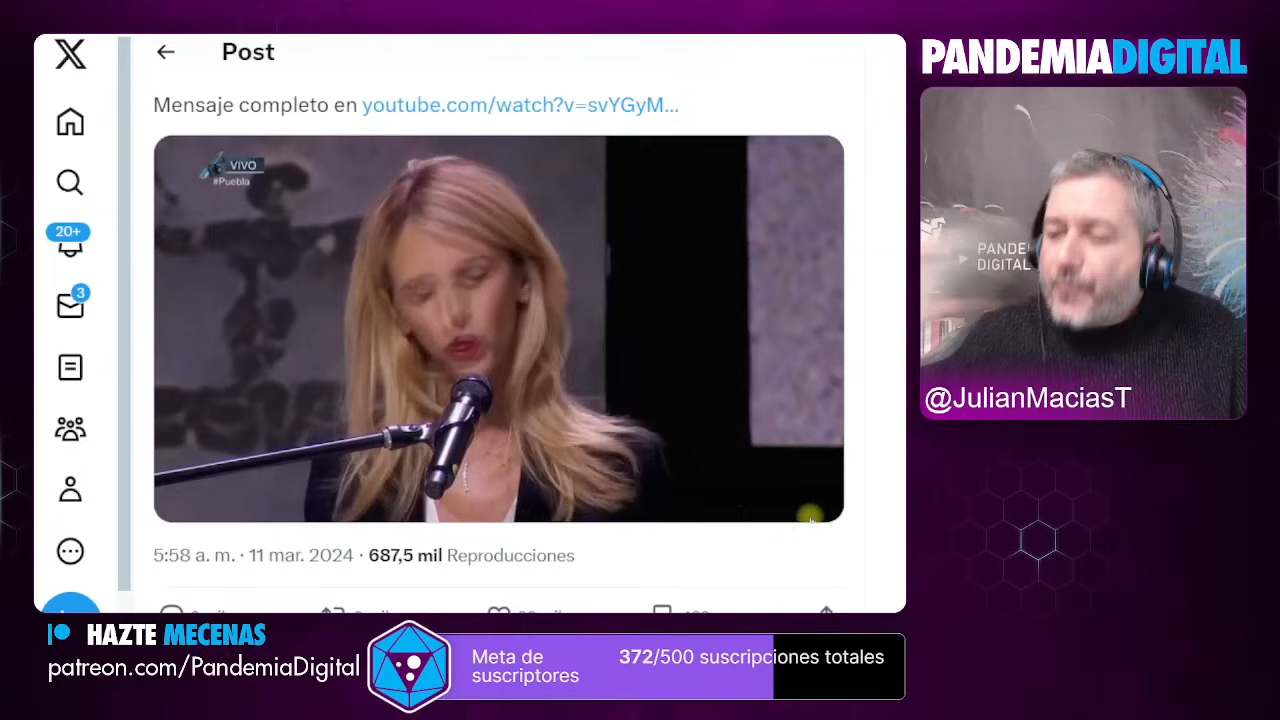 Post
Mensaje completo en youtube.com/watch?v=svYGyM...
VIVO
#Puebla
20+
3
5:58 a. m. · 11 mar. 2024 · 687,5 mil Reproducciones
PANDEMIADIGITAL
DIGITAL
@JulianMaciasT
HAZTE MECENAS
patreon.com/PandemiaDigital
Meta de
suscriptores
372/500 suscripciones totales